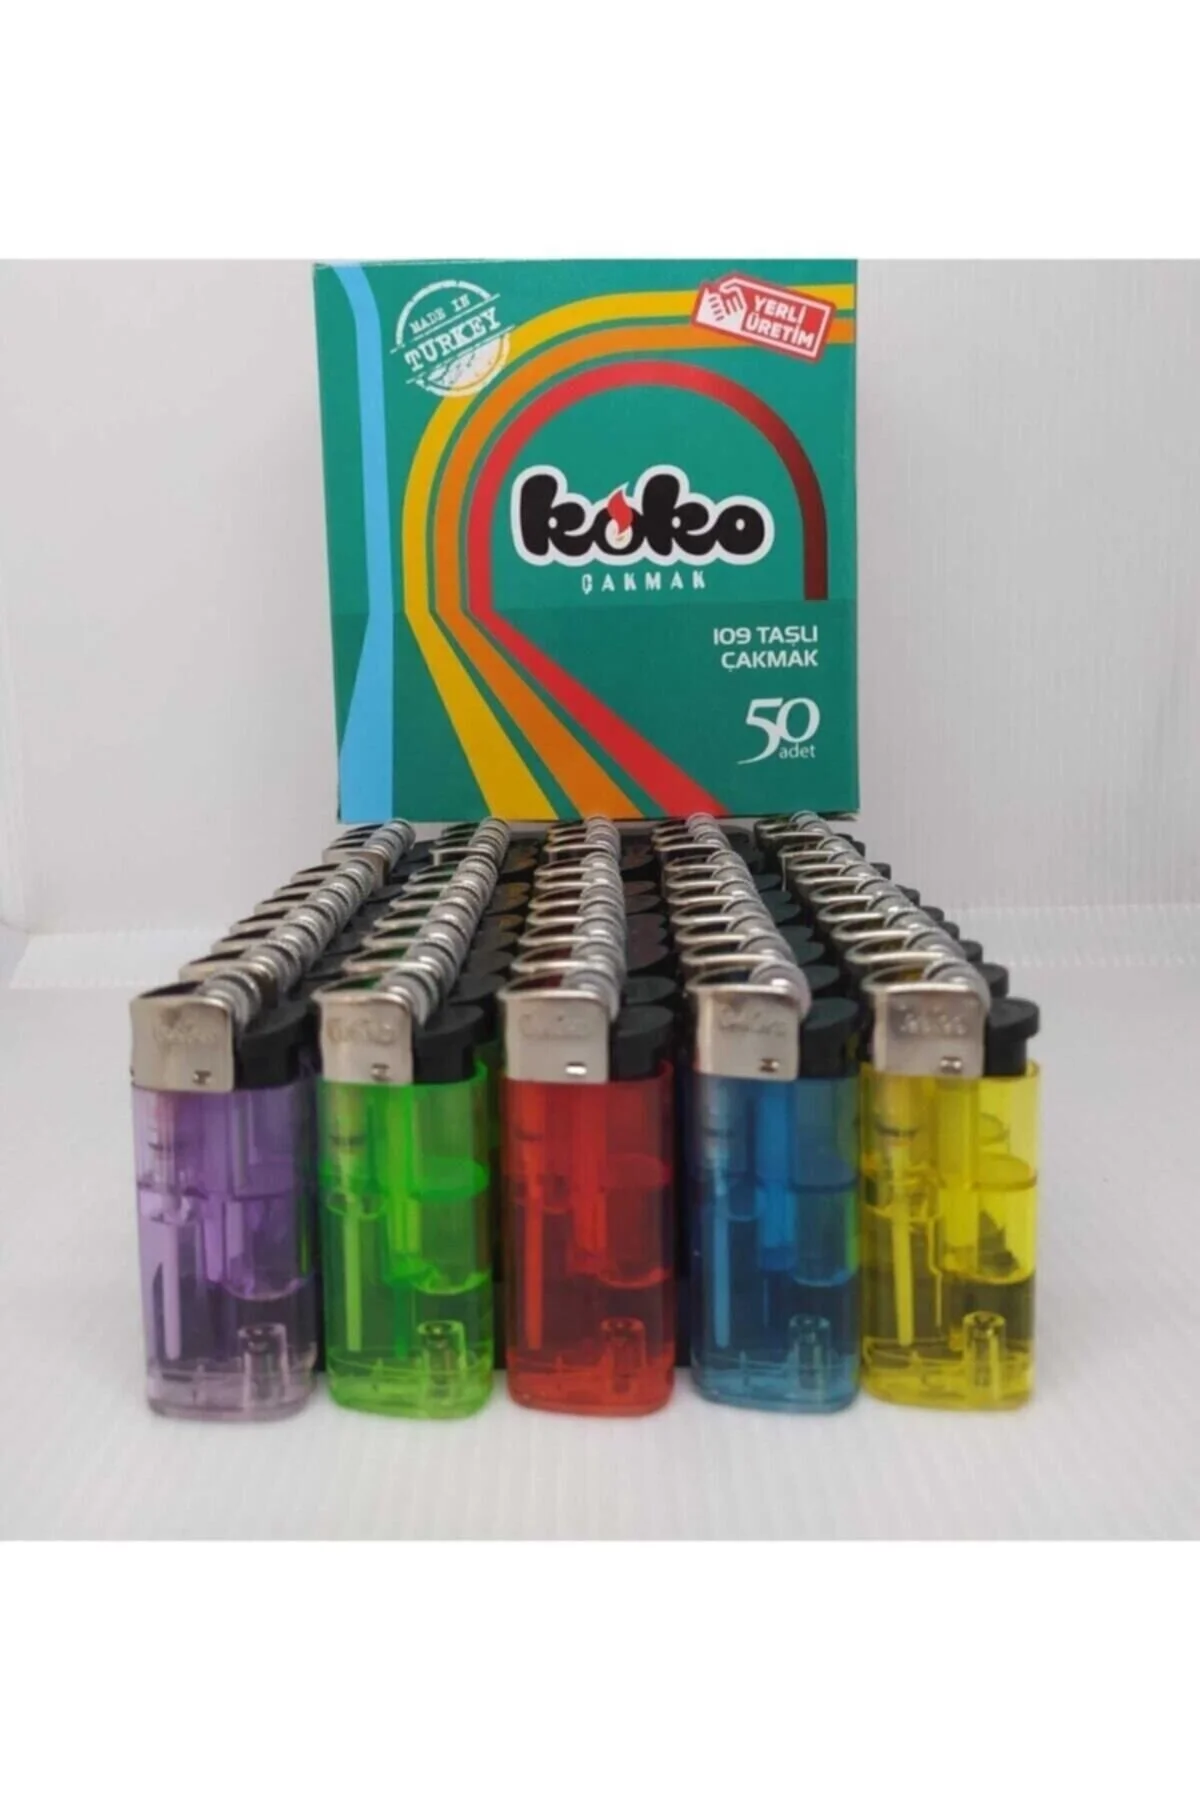 MADE IN
TURKEY
YERLİ
ÜRETİM
koko
ÇAKMAK
109 TAŞLI
ÇAKMAK
50
adet